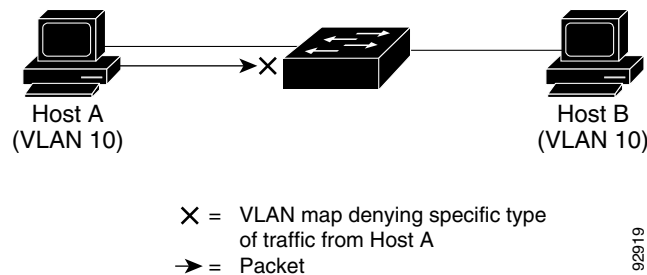 Host A
(VLAN 10)
Host B
(VLAN 10)
X = VLAN map denying specific type
of traffic from Host A
→ = Packet
92919